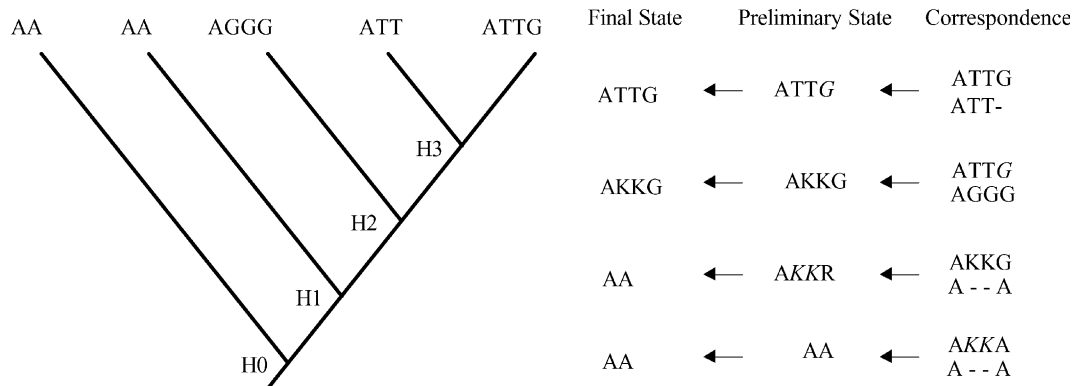 AA AA AGGG ATT ATTG
H3
H2
H1
H0
Final State Preliminary State Correspondence
ATTG
ATTG ATTG ATT-
ATTG
AKKG AKKG AGGG
AKKG
AA AKKR A - - A
AKKA
AA AA A - - A